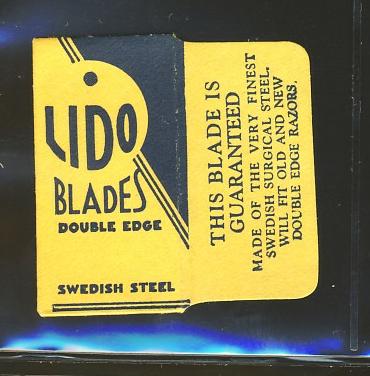 LIDO
BLADES
DOUBLE EDGE
SWEDISH STEEL
THIS BLADE IS
GUARANTEED
MADE OF THE VERY FINEST
SWEDISH SURGICAL STEEL.
WILL FIT OLD AND NEW
DOUBLE EDGE RAZORS.